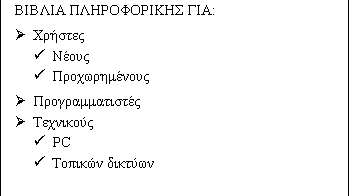 ΒΙΒΛΙΑ ΠΛΗΡΟΦΟΡΙΚΗΣ ΓΙΑ:
➢ Χρήστες
✓ Νέους
✓ Προχωρημένους
➢ Προγραμματιστές
➢ Τεχνικούς
✓ PC
✓ Τοπικών δικτύων